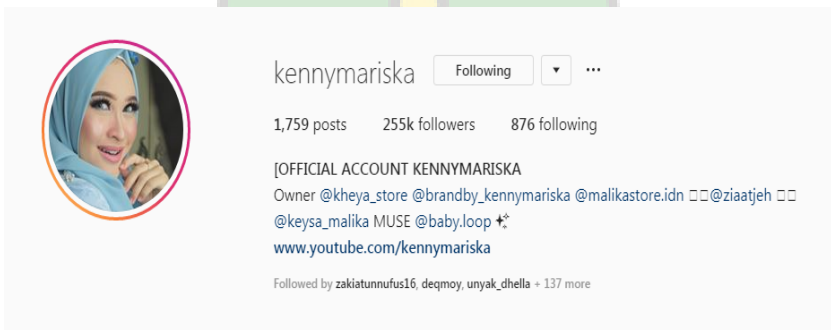 kennymariska Following ▼ ···
1,759 posts 255k followers 876 following
[OFFICIAL ACCOUNT KENNYMARISKA
Owner @kheya_store @brandby_kennymariska @malikastore.idn □□@ziaatjeh □□
@keysa_malika MUSE @baby.loop ✨
www.youtube.com/kennymariska
Followed by zakiatunnufus16, deqmoy, unyak_dhella + 137 more